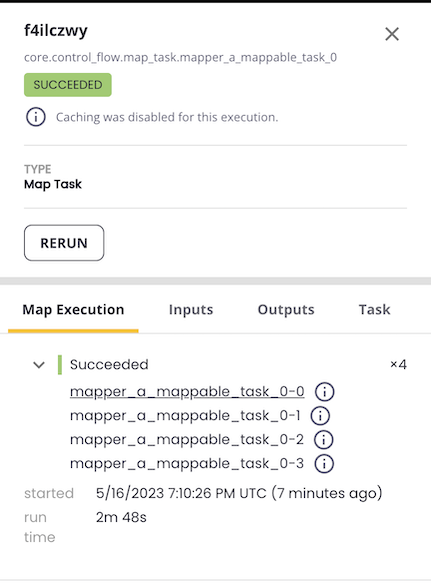 f4ilczwy
core.control_flow.map_task.mapper_a_mappable_task_0
SUCCEEDED
Caching was disabled for this execution.
TYPE
Map Task
RERUN
Map Execution Inputs Outputs Task
Succeeded ×4
mapper_a_mappable_task_0-0
mapper_a_mappable_task_0-1
mapper_a_mappable_task_0-2
mapper_a_mappable_task_0-3
started 5/16/2023 7:10:26 PM UTC (7 minutes ago)
run 2m 48s
time